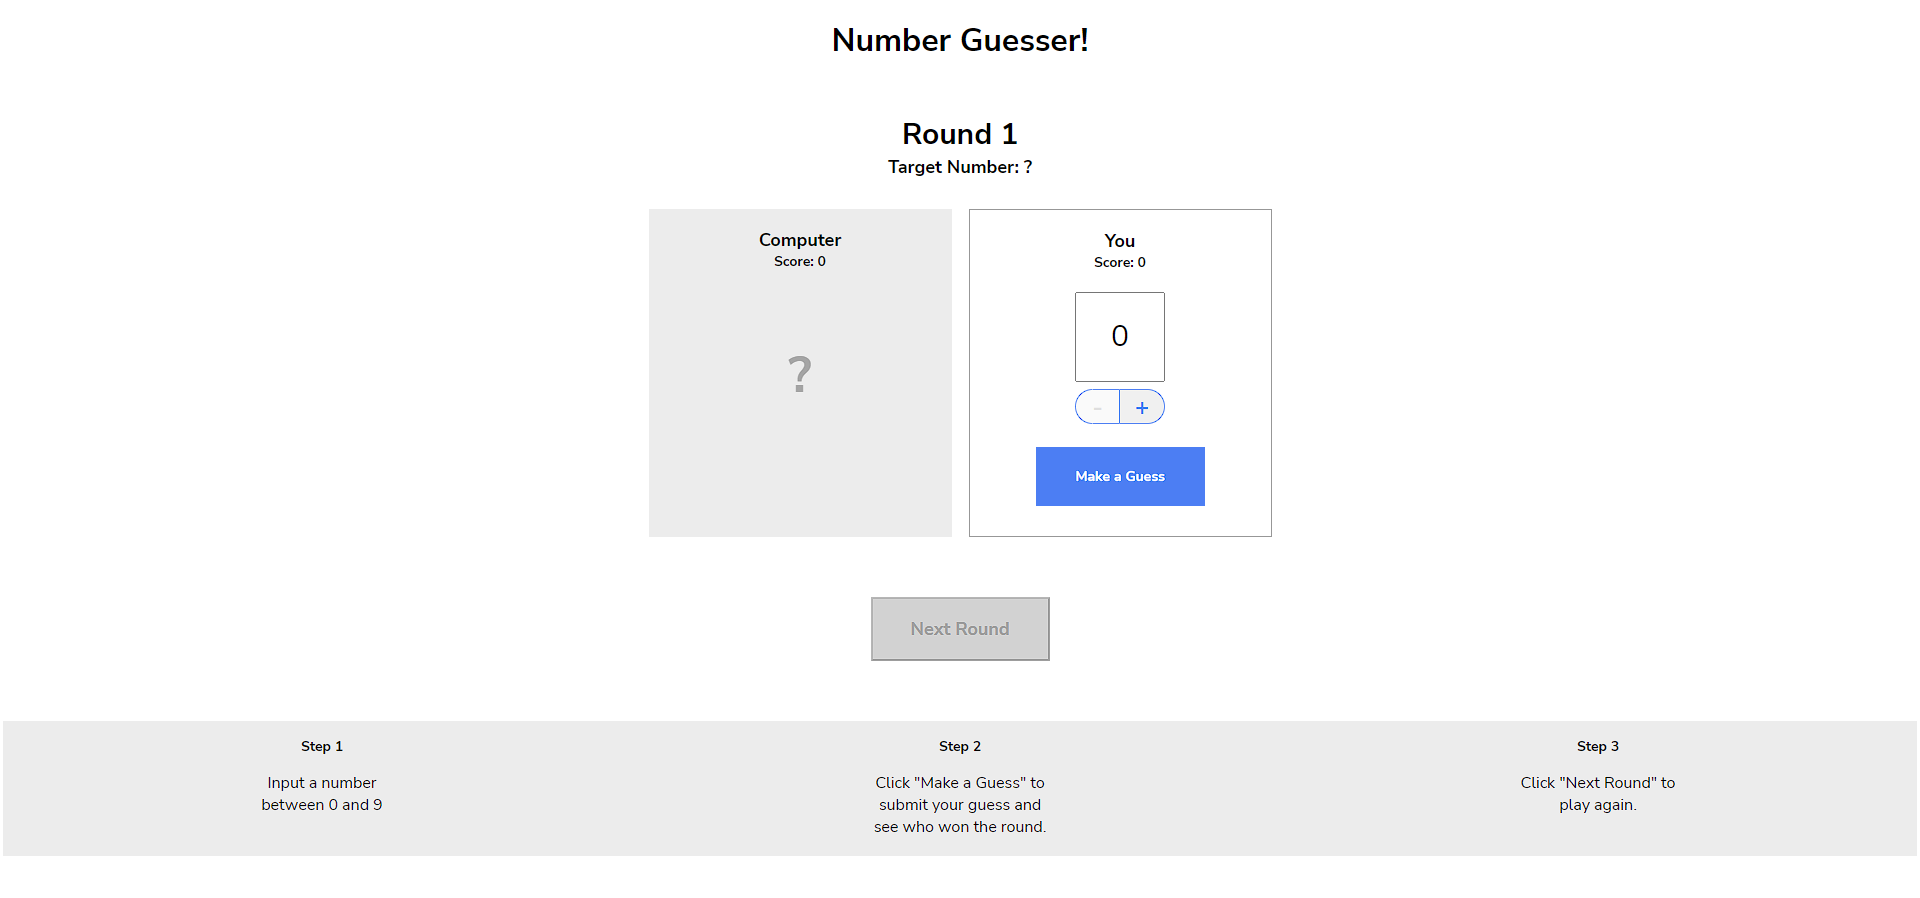 Number Guesser!
Round 1
Target Number: ?
Computer
Score: 0
?
You
Score: 0
0
- +
Make a Guess
Next Round
Step 1
Input a number
between 0 and 9
Step 2
Click "Make a Guess" to
submit your guess and
see who won the round.
Step 3
Click "Next Round" to
play again.